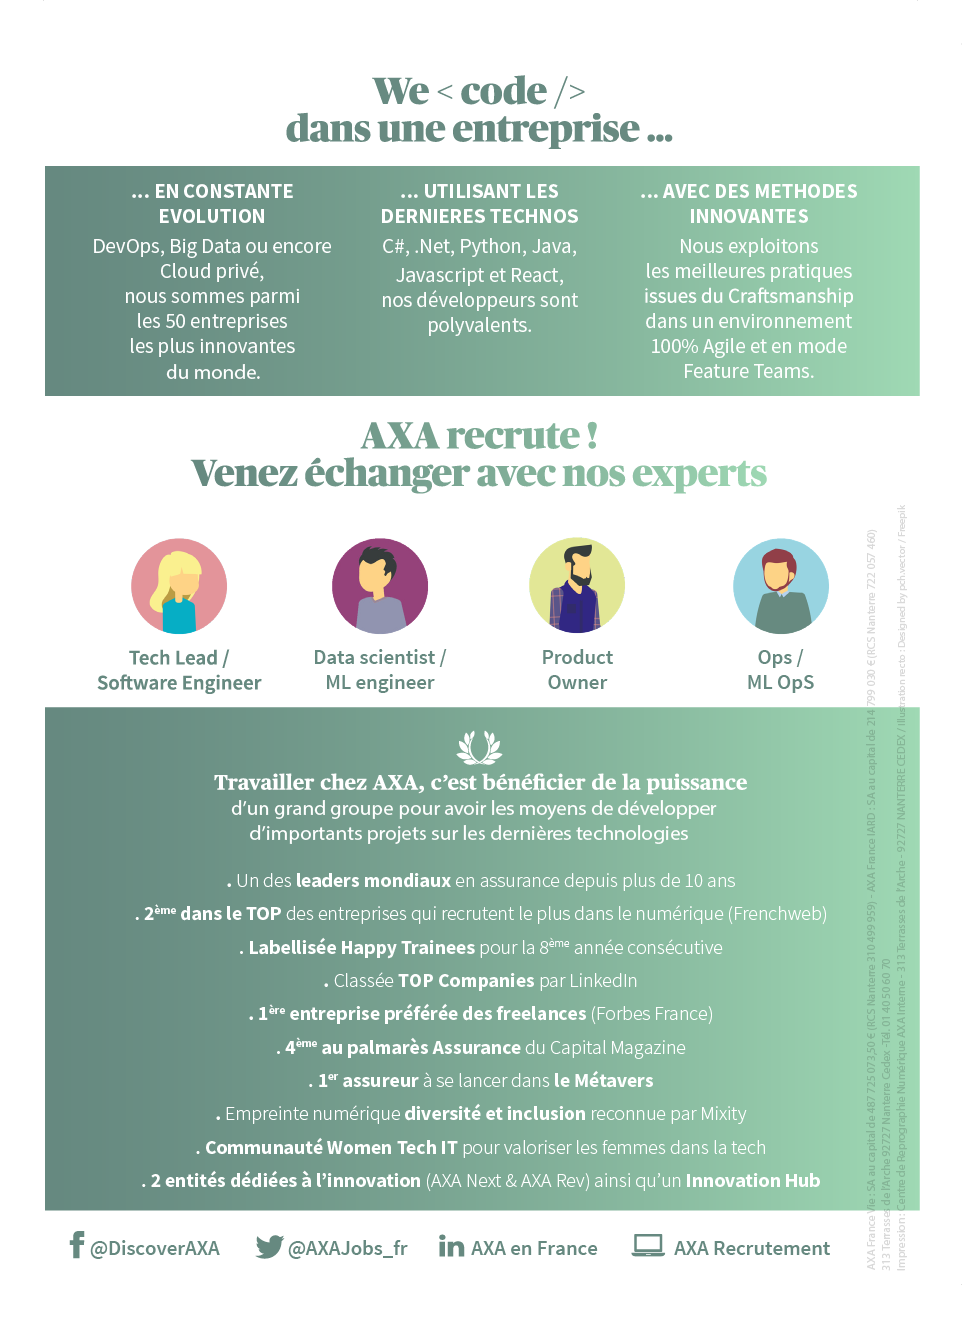 We < code />
dans une entreprise ...
... EN CONSTANTE
EVOLUTION
DevOps, Big Data ou encore
Cloud privé,
nous sommes parmi
les 50 entreprises
les plus innovantes
du monde.
... UTILISANT LES
DERNIERES TECHNOS
C#, .Net, Python, Java,
Javascript et React,
nos développeurs sont
polyvalents.
... AVEC DES METHODES
INNOVANTES
Nous exploitons
les meilleures pratiques
issues du Craftsmanship
dans un environnement
100% Agile et en mode
Feature Teams.
AXA recrute !
Venez échanger avec nos experts
Tech Lead /
Software Engineer
Data scientist /
ML engineer
Product
Owner
Ops /
ML OpS
Travailler chez AXA, c’est bénéficier de la puissance
d’un grand groupe pour avoir les moyens de développer
d’importants projets sur les dernières technologies
. Un des leaders mondiaux en assurance depuis plus de 10 ans
. 2ème dans le TOP des entreprises qui recrutent le plus dans le numérique (Frenchweb)
. Labellisée Happy Trainees pour la 8ème année consécutive
. Classée TOP Companies par LinkedIn
. 1ère entreprise préférée des freelances (Forbes France)
. 4ème au palmarès Assurance du Capital Magazine
. 1er assureur à se lancer dans le Métavers
. Empreinte numérique diversité et inclusion reconnue par Mixity
. Communauté Women Tech IT pour valoriser les femmes dans la tech
. 2 entités dédiées à l’innovation (AXA Next & AXA Rev) ainsi qu’un Innovation Hub
@DiscoverAXA
@AXAJobs_fr
AXA en France
AXA Recrutement
AXA France Vie : SA au capital de 487 725 073,50 € (RCS Nanterre 310 499 959) - AXA France IARD : SA au capital de 214 799 030 € (RCS Nanterre 722 057 460)
313 Terrasses de l’Arche 92727 Nanterre Cedex -Tél. 01 40 50 60 70
Impression : Centre de Reprographie Numérique AXA Interne - 313 Terrasses de l’Arche - 92727 NANTERRE CEDEX / Illustration recto : Designed by pch.vector / Freepik